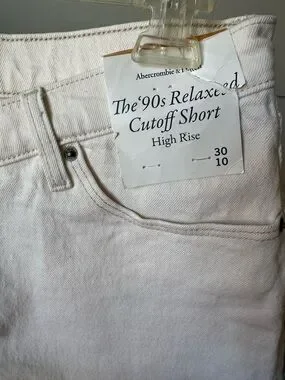 Abercrombie &
The '90s Relaxed
Cutoff Short
High Rise
30
10